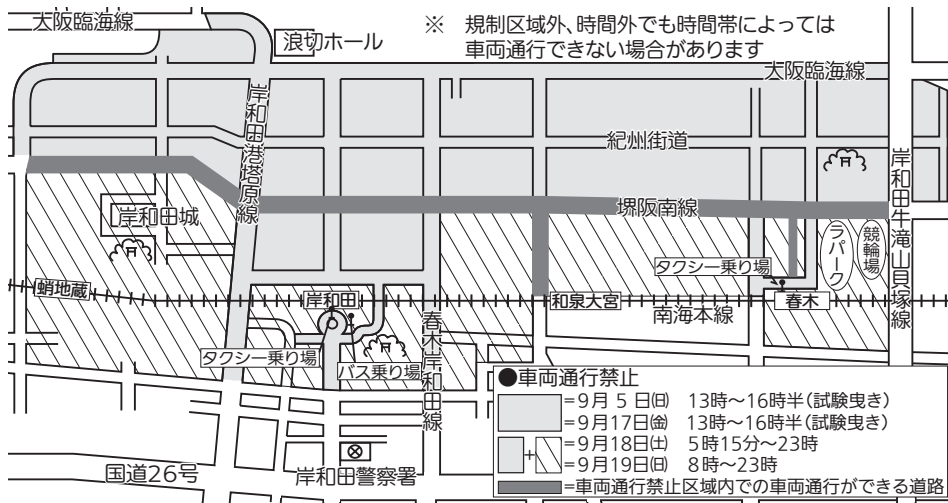 大阪臨海線
浪切ホール
※ 規制区域外、時間外でも時間帯によっては
車両通行できない場合があります
大阪臨海線
岸和田港塔原線
紀州街道
岸和田牛滝山貝塚線
岸和田城
堺阪南線
ラパーク
競輪場
タクシー乗り場
蛸地蔵
岸和田
和泉大宮
春木
南海本線
春木岸和田線
タクシー乗り場
バス乗り場
国道26号
岸和田警察署
●車両通行禁止
=9月 5 日㈰ 13時〜16時半(試験曳き)
=9月17日㈮ 13時〜16時半(試験曳き)
+ =9月18日㈯ 5時15分〜23時
=9月19日㈰ 8時〜23時
=車両通行禁止区域内での車両通行ができる道路